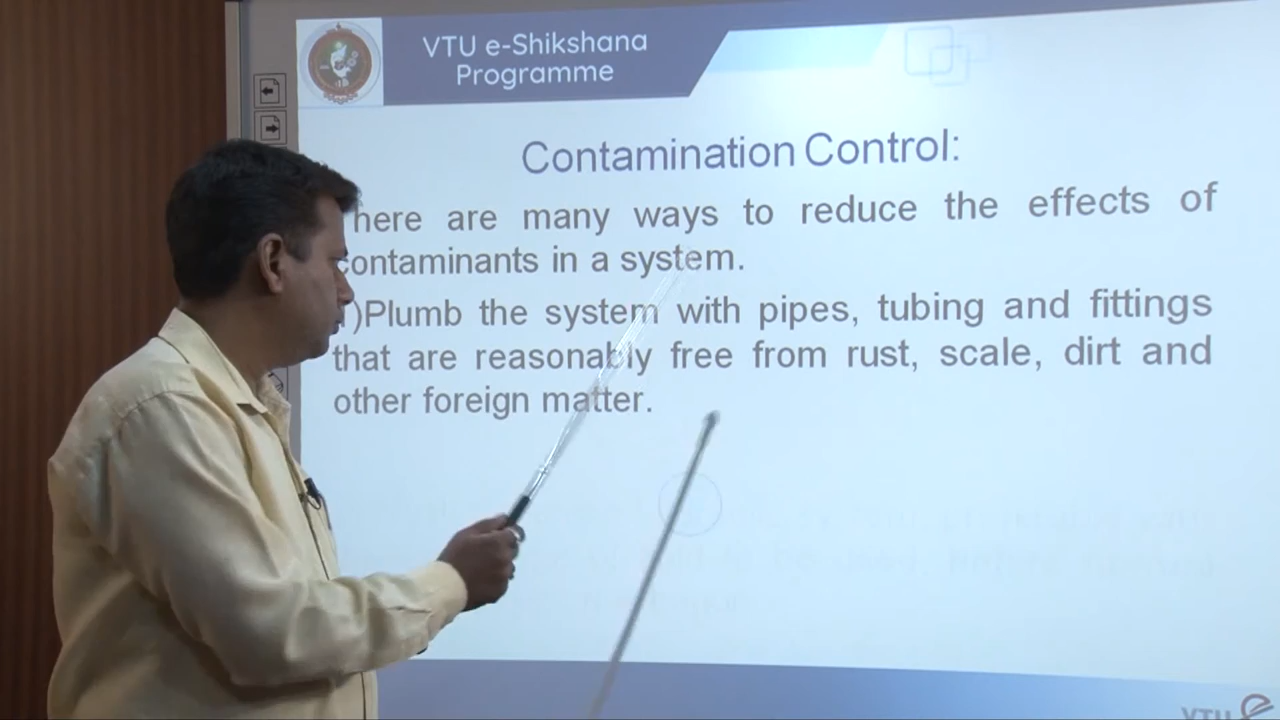 VTU e-Shikshana
Programme
Contamination Control:
here are many ways to reduce the effects of
contaminants in a system.
)Plumb the system with pipes, tubing and fittings
that are reasonably free from rust, scale, dirt and
other foreign matter.
VTU